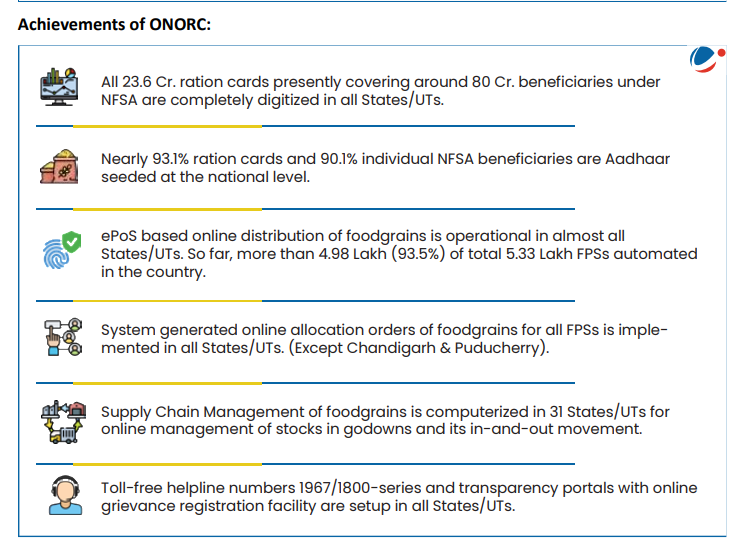 Achievements of ONORC:
All 23.6 Cr. ration cards presently covering around 80 Cr. beneficiaries under
NFSA are completely digitized in all States/UTs.
Nearly 93.1% ration cards and 90.1% individual NFSA beneficiaries are Aadhaar
seeded at the national level.
ePoS based online distribution of foodgrains is operational in almost all
States/UTs. So far, more than 4.98 Lakh (93.5%) of total 5.33 Lakh FPSs automated
in the country.
System generated online allocation orders of foodgrains for all FPSs is imple-
mented in all States/UTs. (Except Chandigarh & Puducherry).
Supply Chain Management of foodgrains is computerized in 31 States/UTs for
online management of stocks in godowns and its in-and-out movement.
Toll-free helpline numbers 1967/1800-series and transparency portals with online
grievance registration facility are setup in all States/UTs.